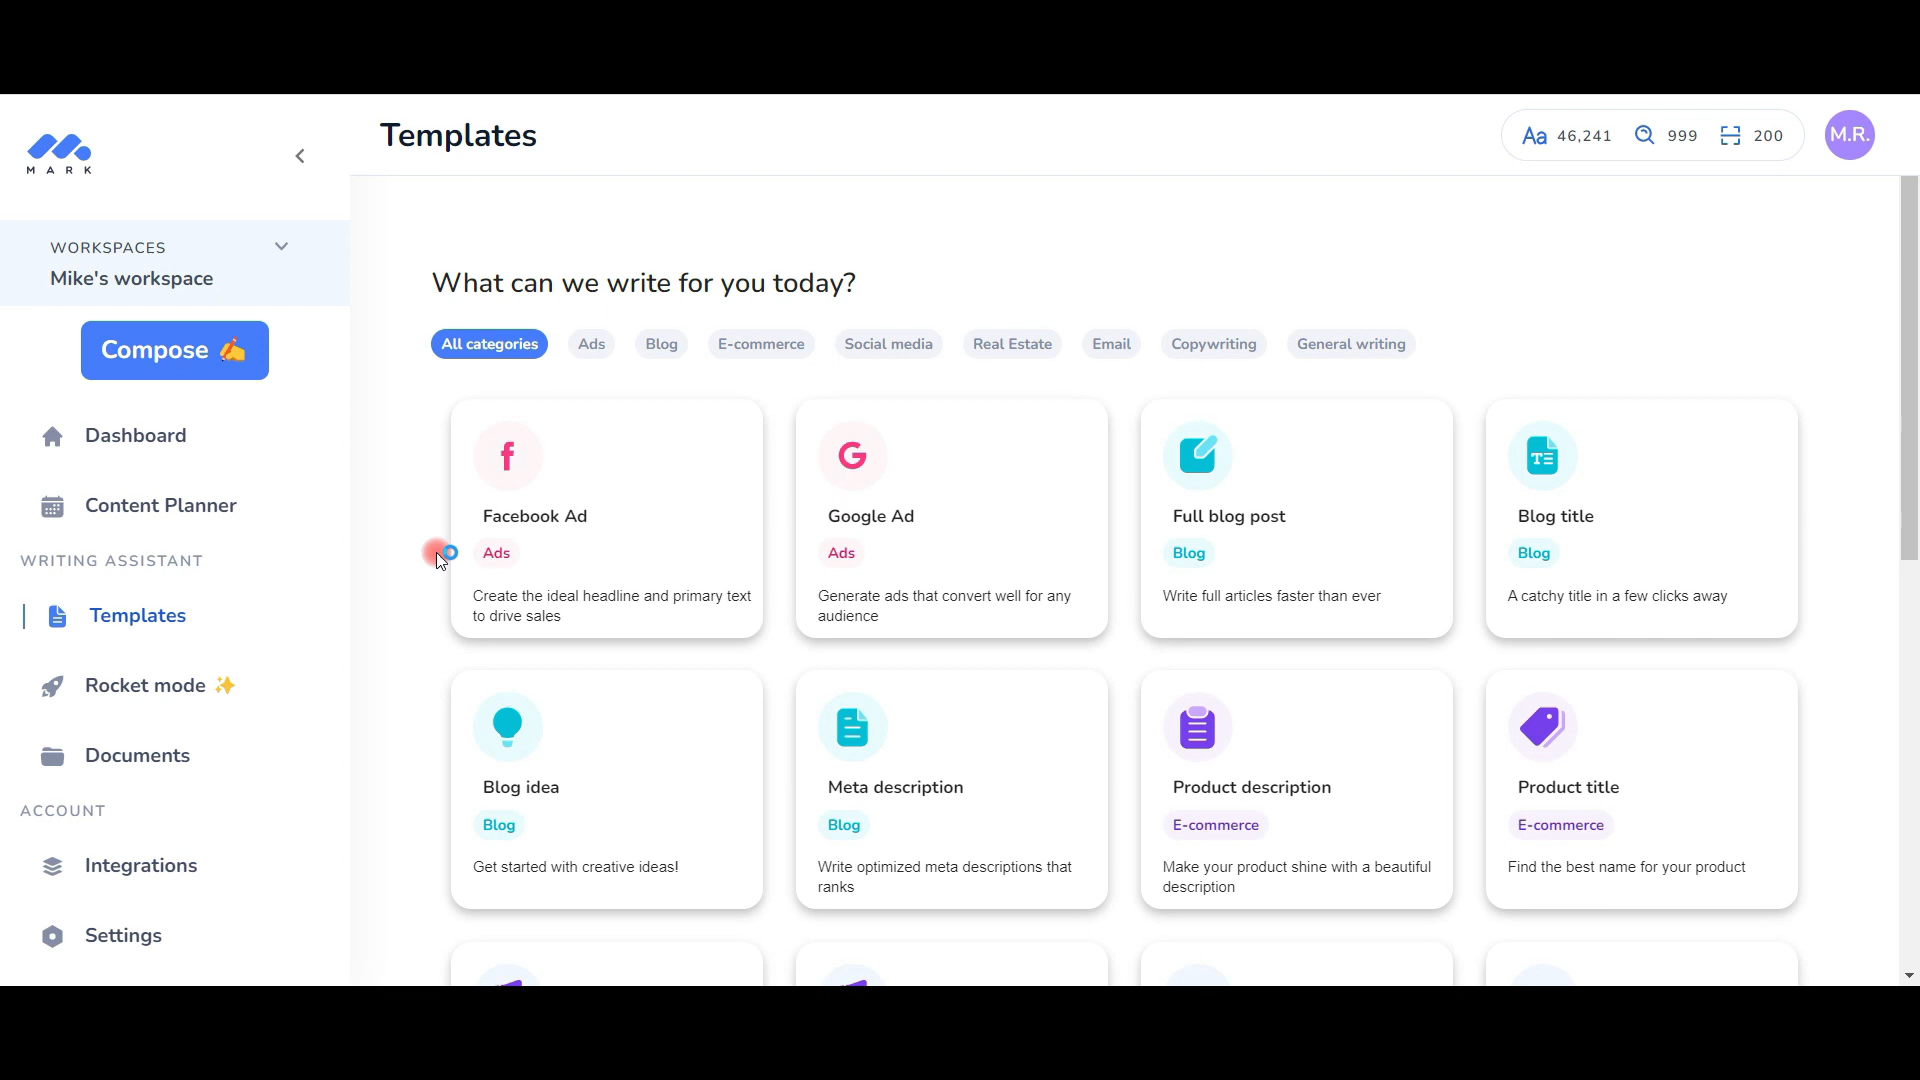 MARK
WORKSPACES
Mike's workspace
Compose
Dashboard
Content Planner
WRITING ASSISTANT
Templates
Rocket mode
Documents
ACCOUNT
Integrations
Settings
Templates
46,241
999
200
M.R.
What can we write for you today?
All categories
Ads
Blog
E-commerce
Social media
Real Estate
Email
Copywriting
General writing
Facebook Ad
Ads
Create the ideal headline and primary text
to drive sales
Google Ad
Ads
Generate ads that convert well for any
audience
Full blog post
Blog
Write full articles faster than ever
Blog title
Blog
A catchy title in a few clicks away
Blog idea
Blog
Get started with creative ideas!
Meta description
Blog
Write optimized meta descriptions that
ranks
Product description
E-commerce
Make your product shine with a beautiful
description
Product title
E-commerce
Find the best name for your product